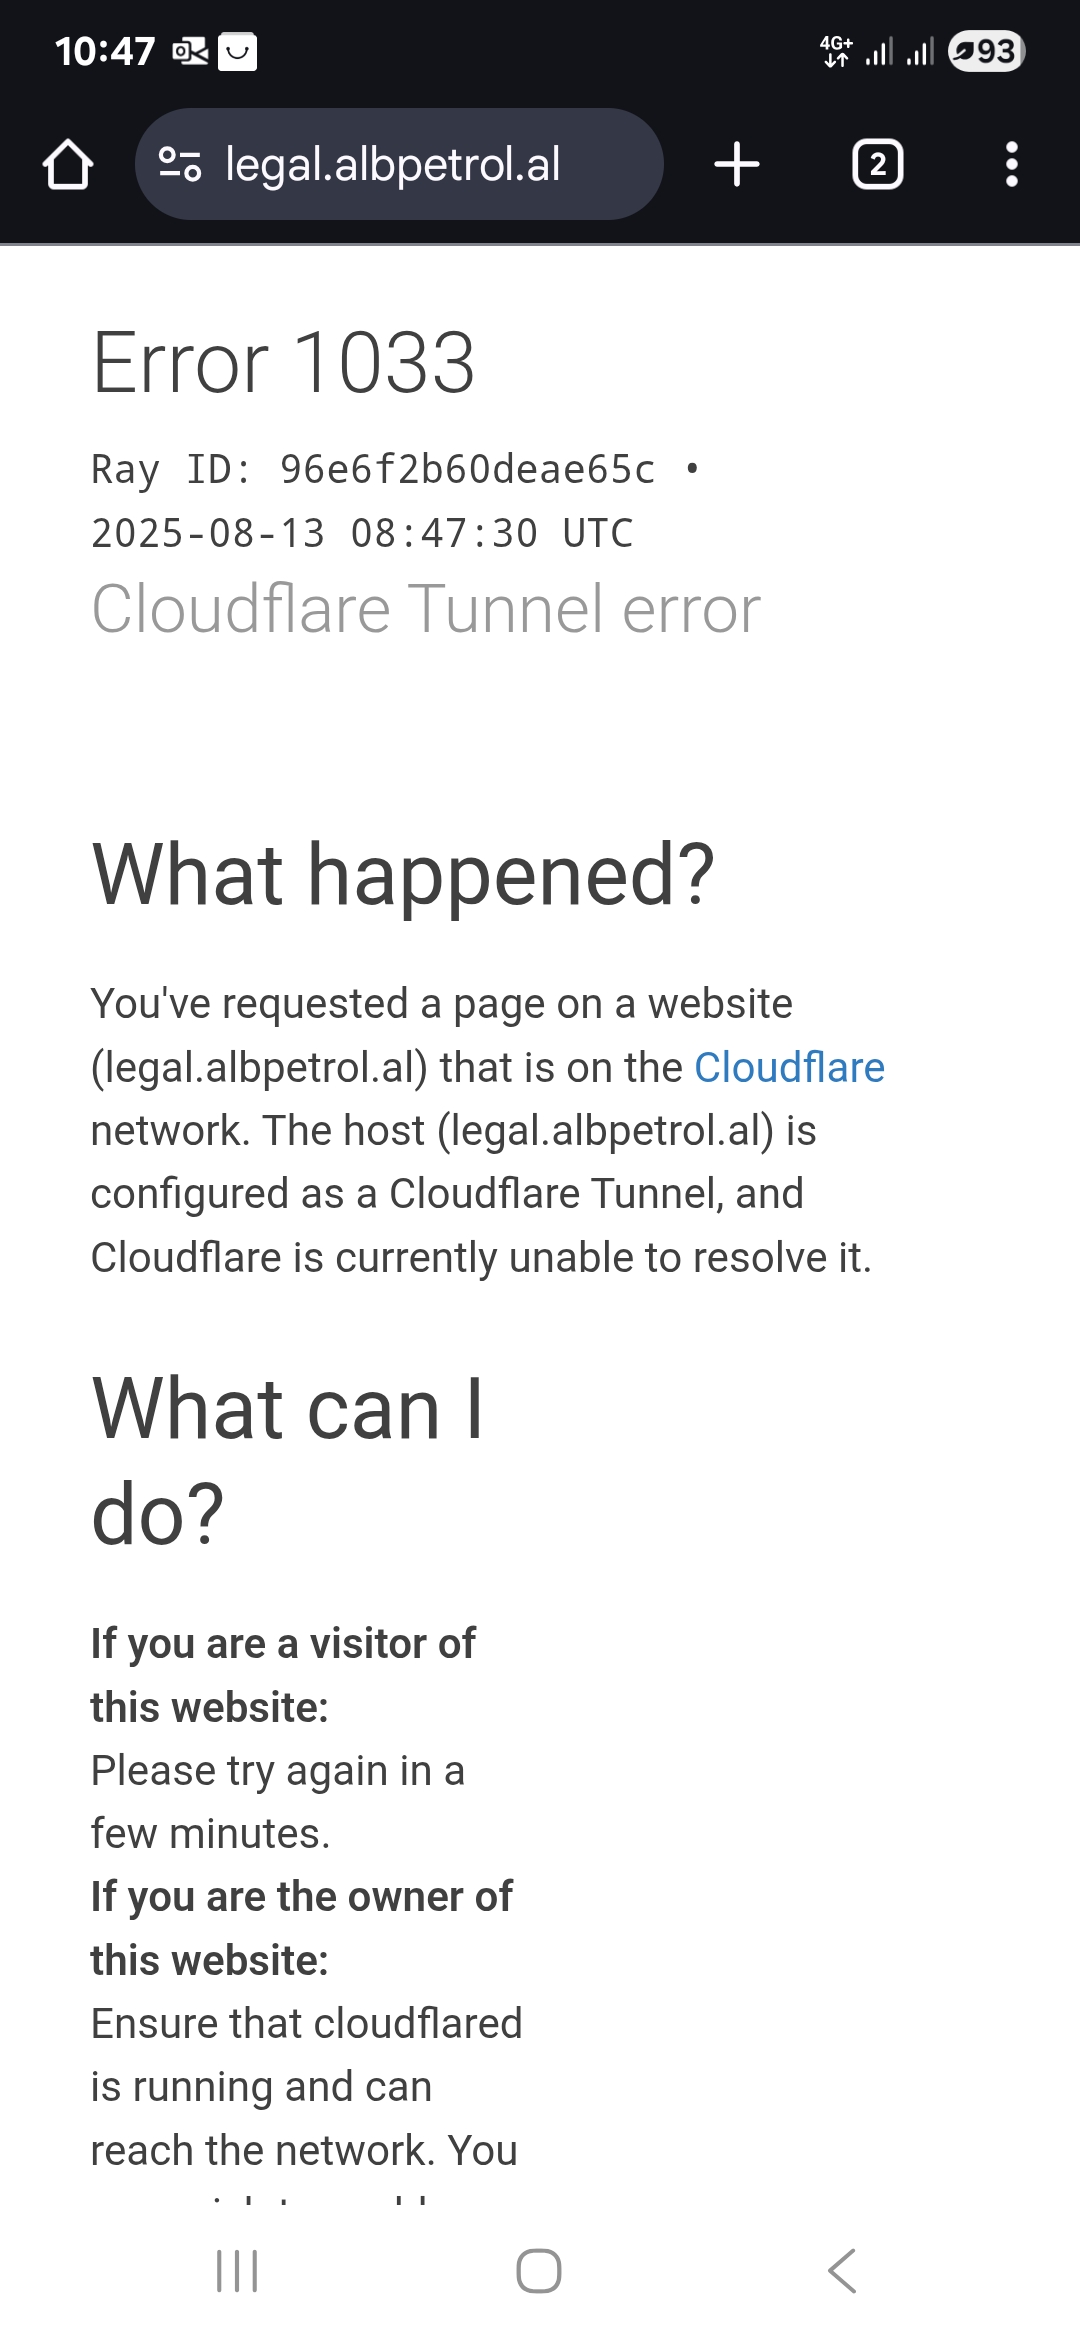 10:47
4G+
93
legal.albpetrol.al
2
Error 1033
Ray ID: 96e6f2b60deae65c •
2025-08-13 08:47:30 UTC
Cloudflare Tunnel error
What happened?
You've requested a page on a website
(legal.albpetrol.al) that is on the Cloudflare
network. The host (legal.albpetrol.al) is
configured as a Cloudflare Tunnel, and
Cloudflare is currently unable to resolve it.
What can I
do?
If you are a visitor of
this website:
Please try again in a
few minutes.
If you are the owner of
this website:
Ensure that cloudflared
is running and can
reach the network. You